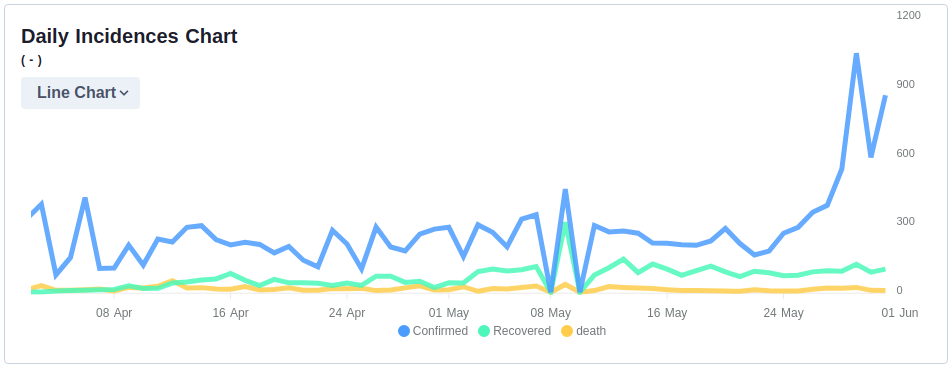 Daily Incidences Chart
( - )
Line Chart
1200
900
600
300
0
08 Apr 16 Apr 24 Apr 01 May 08 May 16 May 24 May 01 Jun
Confirmed Recovered death